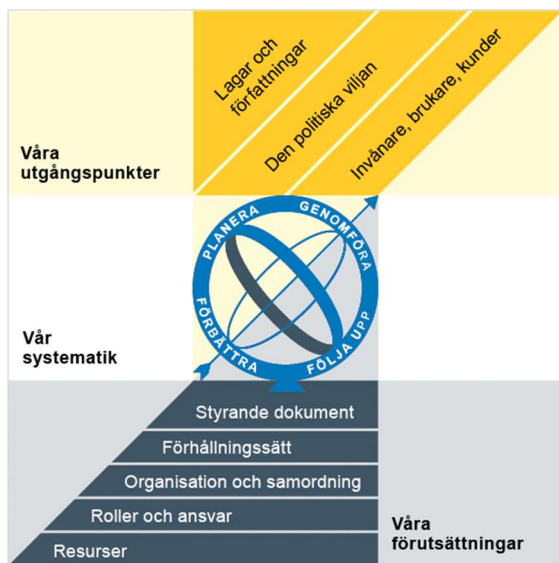 Lagar och
författningar
Den politiska viljan
Invånare, brukare, kunder
Våra
utgångspunkter
PLANERA
GENOMFÖRA
FÖLJA UPP
FÖRBÄTTRA
Vår
systematik
Styrande dokument
Förhållningssätt
Organisation och samordning
Roller och ansvar
Resurser
Våra
förutsättningar